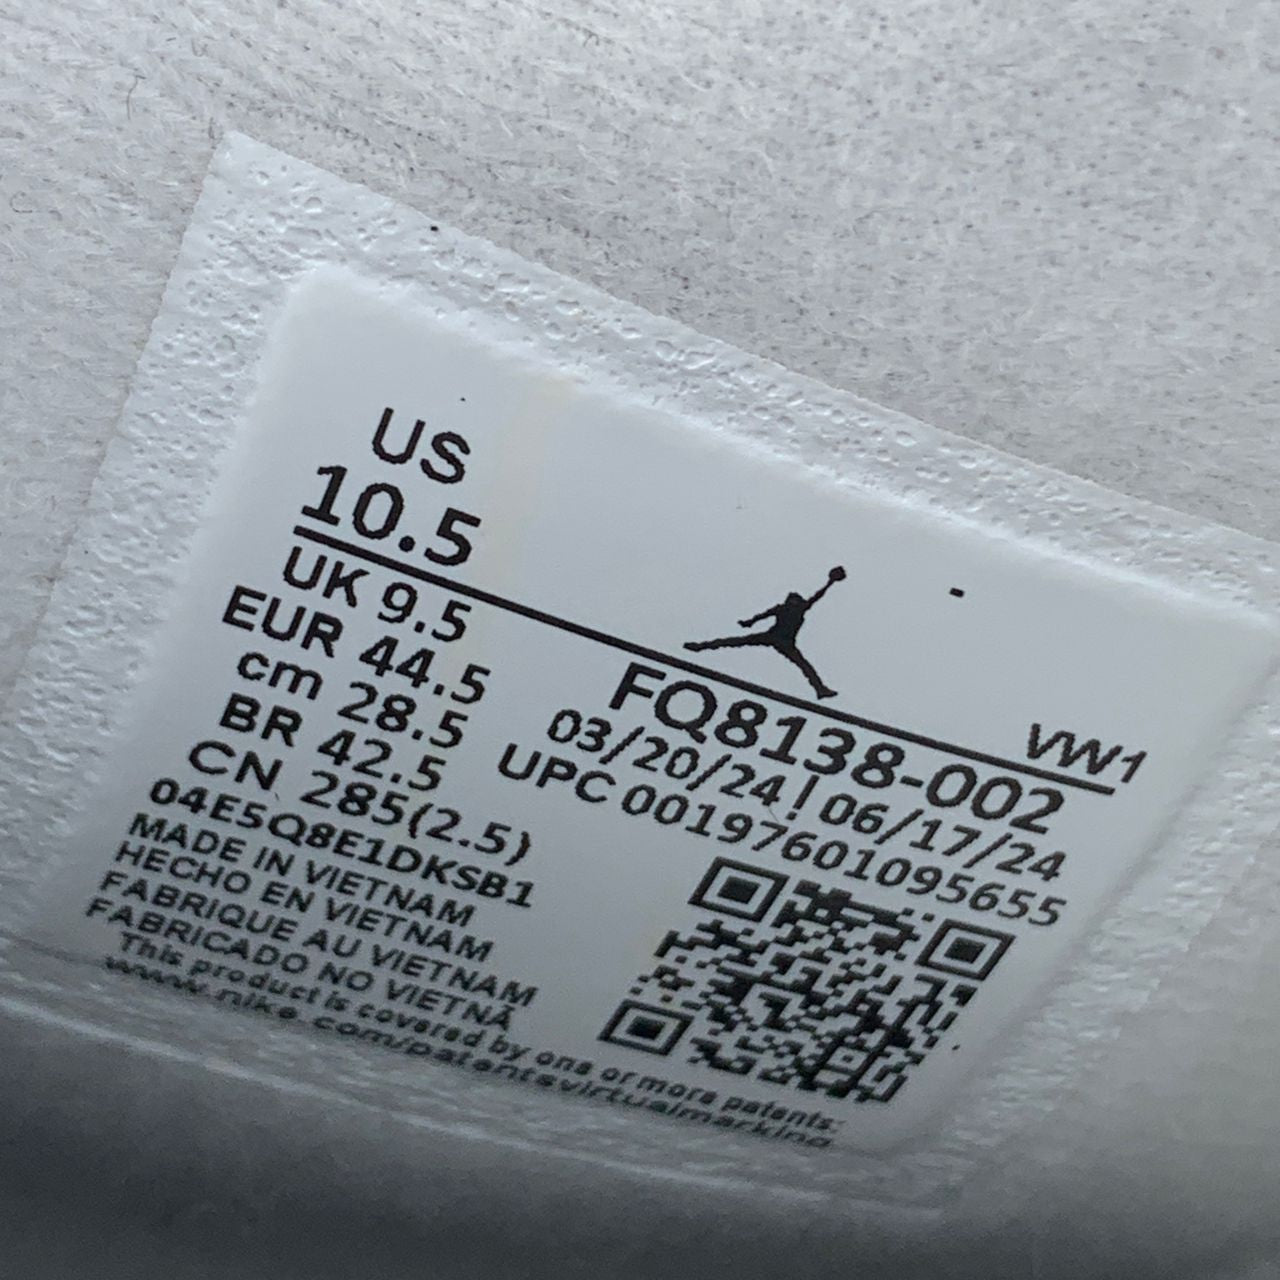 US
10.5
UK 9.5
EUR 44.5
cm 28.5
BR 42.5
CN 285(2.5)
04E5Q8E1DKSB1
MADE IN VIETNAM
HECHO EN VIETNAM
FABRIQUE AU VIETNAM
FABRICADO NO VIETNÃ
This product is covered by one or more patents:
www.nike.com/patentsvirtualmarking
VW1
FQ8138-002
03/20/24! 06/17/24
UPC 00197601095655